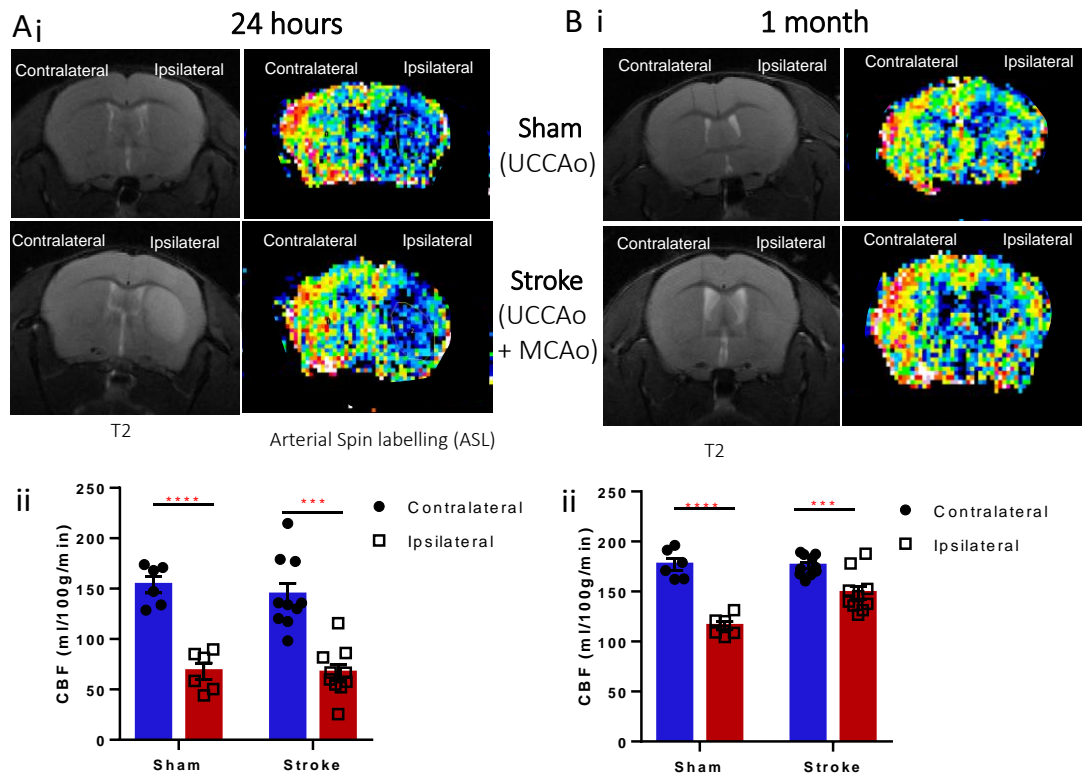 A i
24 hours
Contralateral
Ipsilateral
Contralateral
Ipsilateral
Contralateral
Ipsilateral
Contralateral
Ipsilateral
T2
Arterial Spin labelling (ASL)
Sham
(UCCAo)
Stroke
(UCCAo
+ MCAo)
B i
1 month
Contralateral
Ipsilateral
Contralateral
Ipsilateral
Contralateral
Ipsilateral
Contralateral
Ipsilateral
T2
ii
CBF (ml/100g/min)
250
200
150
100
50
0
****
***
Contralateral
Ipsilateral
Sham
Stroke
ii
CBF (ml/100g/min)
250
200
150
100
50
0
****
***
Contralateral
Ipsilateral
Sham
Stroke